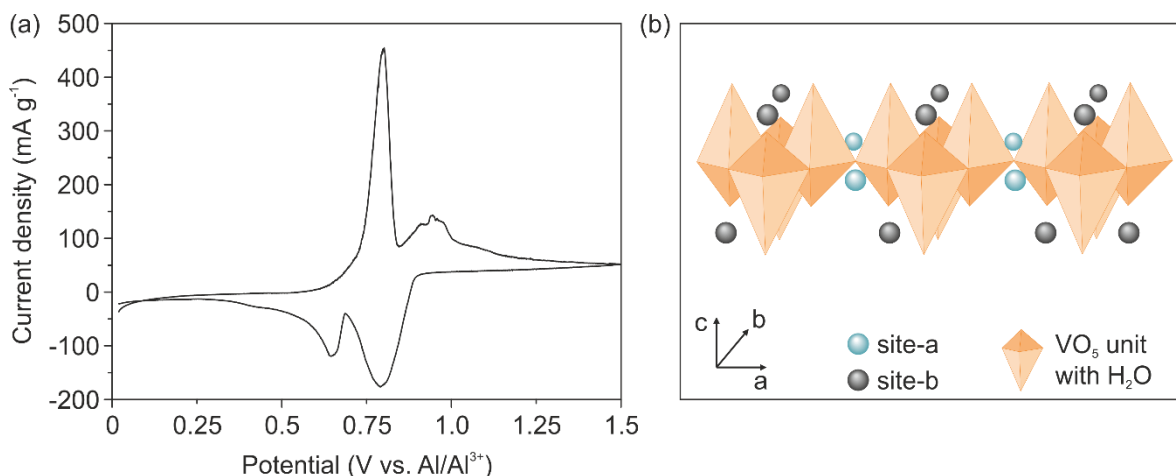 (a)
500
400
300
200
100
0
-100
-200
Current density (mA g⁻¹)
0 0.25 0.50 0.75 1.0 1.25 1.5
Potential (V vs. Al/Al³⁺)
(b)
c
b
a
site-a
site-b
VO₅ unit
with H₂O